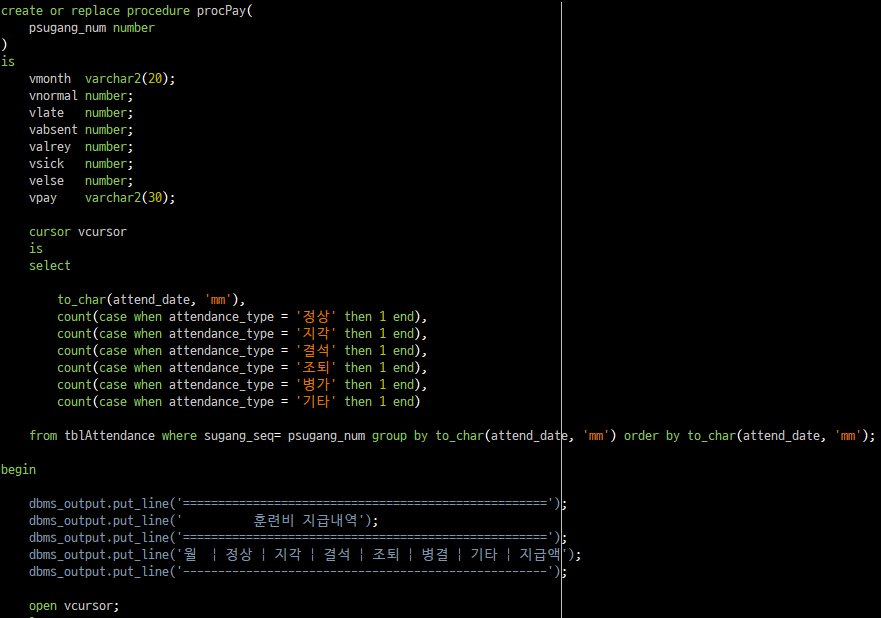 create or replace procedure procPay(
    psugang_num number
)
is
    vmonth  varchar2(20);
    vnormal number;
    vlate   number;
    vabsent number;
    valrey  number;
    vsick   number;
    velse   number;
    vpay    varchar2(30);
    cursor vcursor
    is
    select
        to_char(attend_date, 'mm'),
        count(case when attendance_type = '정상' then 1 end),
        count(case when attendance_type = '지각' then 1 end),
        count(case when attendance_type = '결석' then 1 end),
        count(case when attendance_type = '조퇴' then 1 end),
        count(case when attendance_type = '병가' then 1 end),
        count(case when attendance_type = '기타' then 1 end)
    from tblAttendance where sugang_seq= psugang_num group by to_char(attend_date, 'mm') order by to_char(attend_date, 'mm');
begin
    dbms_output.put_line('====================================================');
    dbms_output.put_line('          훈련비 지급내역');
    dbms_output.put_line('====================================================');
    dbms_output.put_line('월  | 정상 | 지각 | 결석 | 조퇴 | 병결 | 기타 | 지급액');
    dbms_output.put_line('----------------------------------------------------');
    open vcursor;